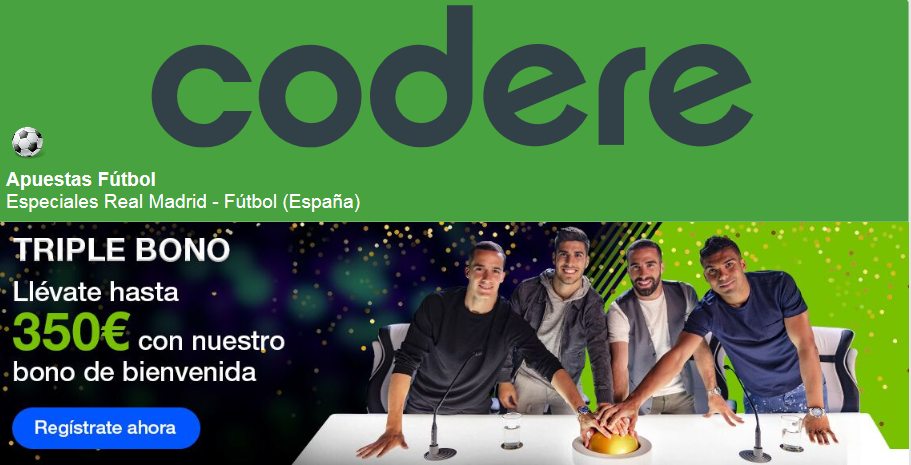 codere
Apuestas Fútbol
Especiales Real Madrid - Fútbol (España)
TRIPLE BONO
Llévate hasta
350€ con nuestro
bono de bienvenida
Regístrate ahora